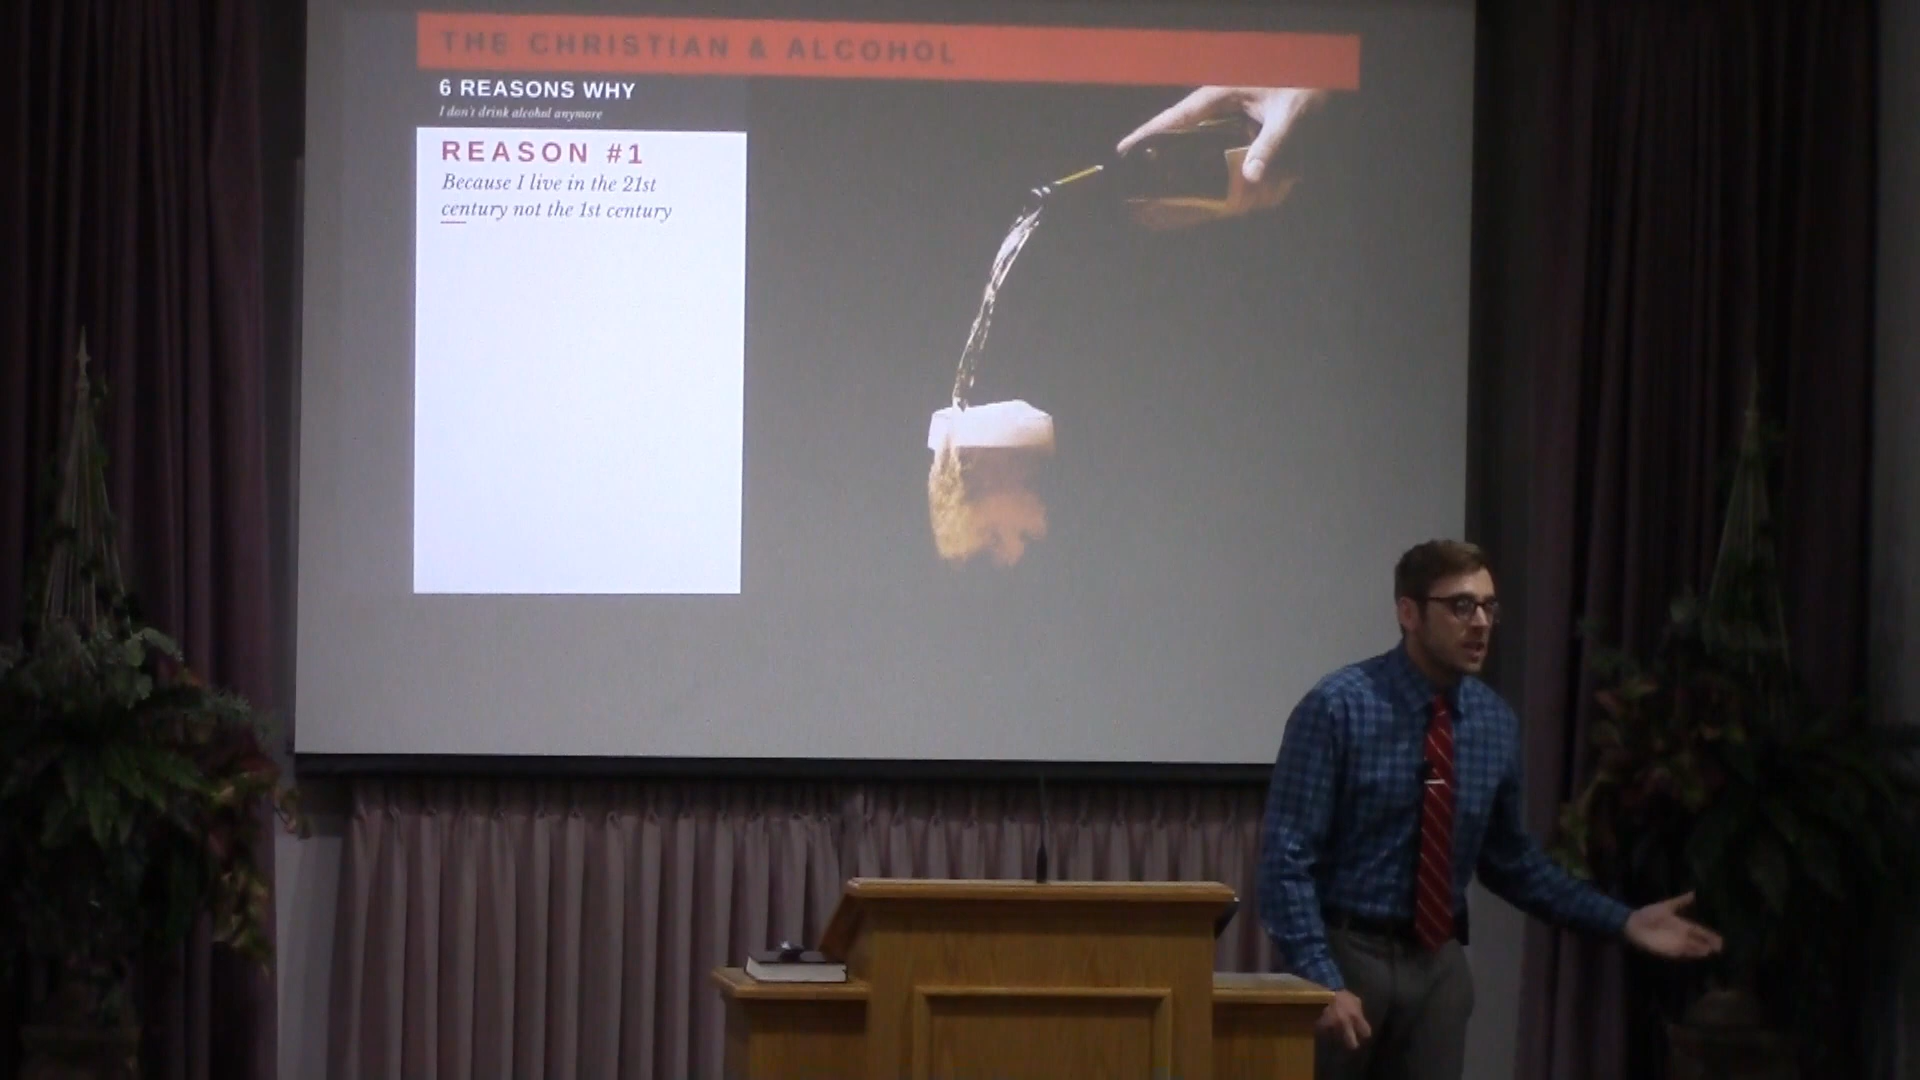 THE CHRISTIAN & ALCOHOL
6 REASONS WHY
I don't drink alcohol anymore
REASON #1
Because I live in the 21st
century not the 1st century